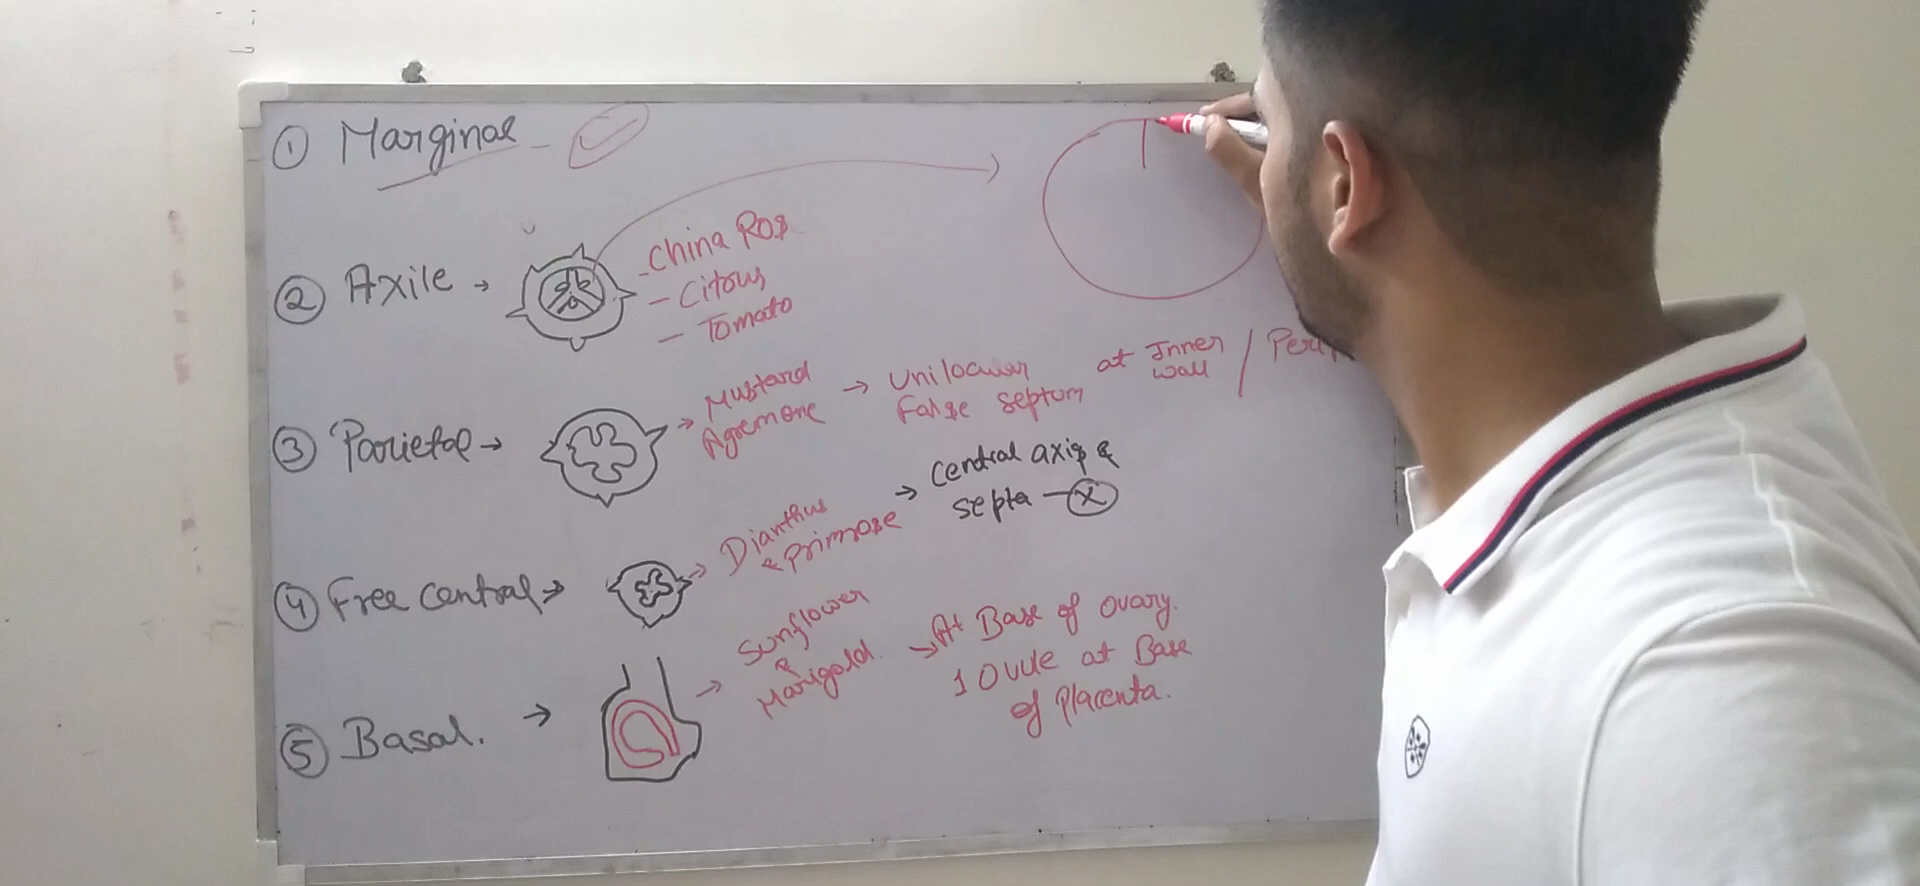 ① Marginal -
② Axile →
- China Ros
- Citrus
- Tomato
③ Parietal →
→ Mustard
Agremone
→ Unilocular
False septum
at Inner
wall /
④ Free central →
→ Dianthus
& Primrose
→ Central axis &
septa - ⓧ
⑤ Basal. →
→ Sunflower
&
Marigold.
→ At Base of ovary.
1 Ovule at Base
of Placenta.